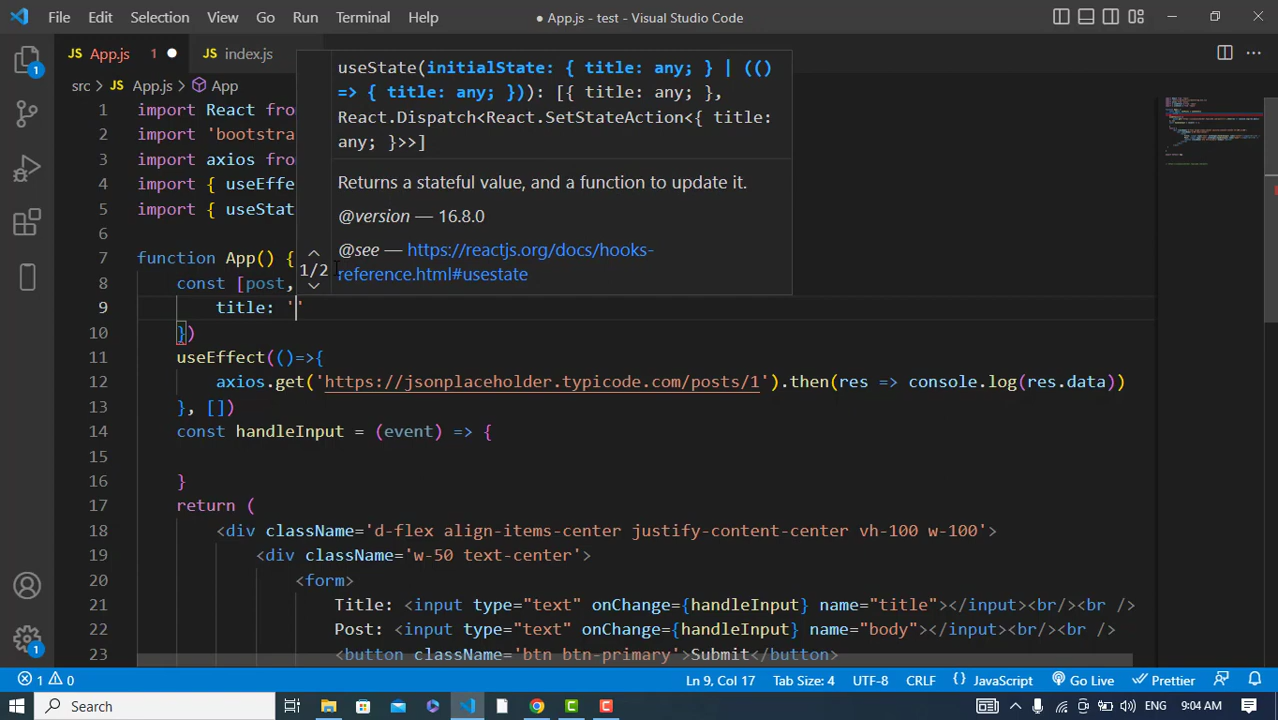 File Edit Selection View Go Run Terminal Help
● App.js - test - Visual Studio Code
JS App.js 1 ●
JS index.js
src > JS App.js > App
useState(initialState: { title: any; } | (()
=> { title: any; })): [{ title: any; },
React.Dispatch<React.SetStateAction<{ title:
any; }>>]
Returns a stateful value, and a function to update it.
@version — 16.8.0
@see — https://reactjs.org/docs/hooks-
reference.html#usestate
1/2
1 import React fro
2 import 'bootstra
3 import axios fro
4 import { useEffe
5 import { useStat
6
7 function App() {
8 const [post,
9 title: ''
10 })
11 useEffect(()=>{
12 axios.get('https://jsonplaceholder.typicode.com/posts/1').then(res => console.log(res.data))
13 }, [])
14 const handleInput = (event) => {
15
16 }
17 return (
18 <div className='d-flex align-items-center justify-content-center vh-100 w-100'>
19 <div className='w-50 text-center'>
20 <form>
21 Title: <input type="text" onChange={handleInput} name="title"></input><br/><br />
22 Post: <input type="text" onChange={handleInput} name="body"></input><br/><br />
23 <button className='btn btn-primary'>Submit</button>
1
1
1 0 Ln 9, Col 17 Tab Size: 4 UTF-8 CRLF {} JavaScript Go Live Prettier
Search ENG 9:04 AM